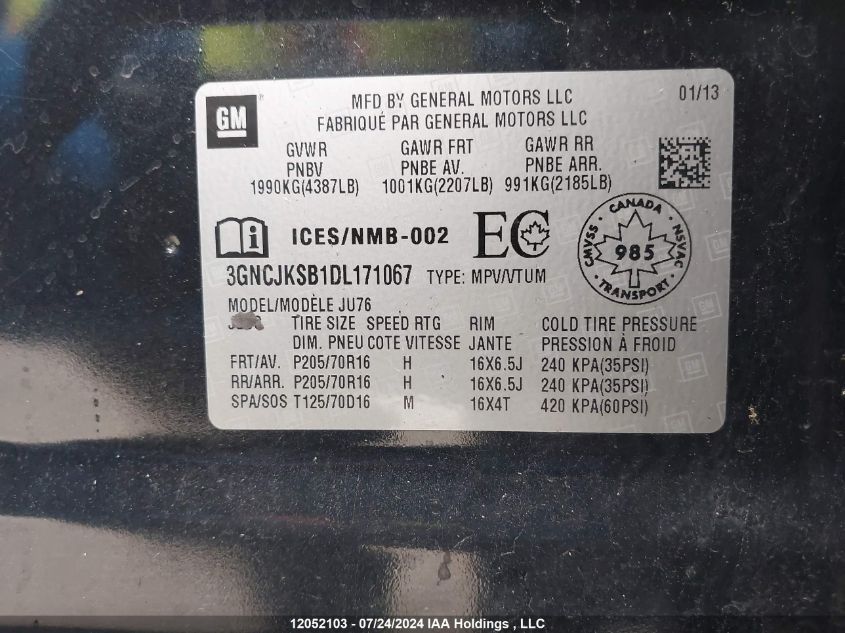 GM
MFD BY GENERAL MOTORS LLC 01/13
FABRIQUÉ PAR GENERAL MOTORS LLC
GVWR GAWR FRT GAWR RR
PNBV PNBE AV. PNBE ARR.
1990KG(4387LB) 1001KG(2207LB) 991KG(2185LB)
i ICES/NMB-002 EC
CANADA
CMVSS 985 NSVAC
TRANSPORT
3GNCJKSB1DL171067 TYPE: MPV/VTUM
MODEL/MODÈLE JU76
TIRE SIZE SPEED RTG RIM COLD TIRE PRESSURE
DIM. PNEU COTE VITESSE JANTE PRESSION À FROID
FRT/AV. P205/70R16 H 16X6.5J 240 KPA(35PSI)
RR/ARR. P205/70R16 H 16X6.5J 240 KPA(35PSI)
SPA/SOS T125/70D16 M 16X4T 420 KPA(60PSI)
12052103 - 07/24/2024 IAA Holdings , LLC